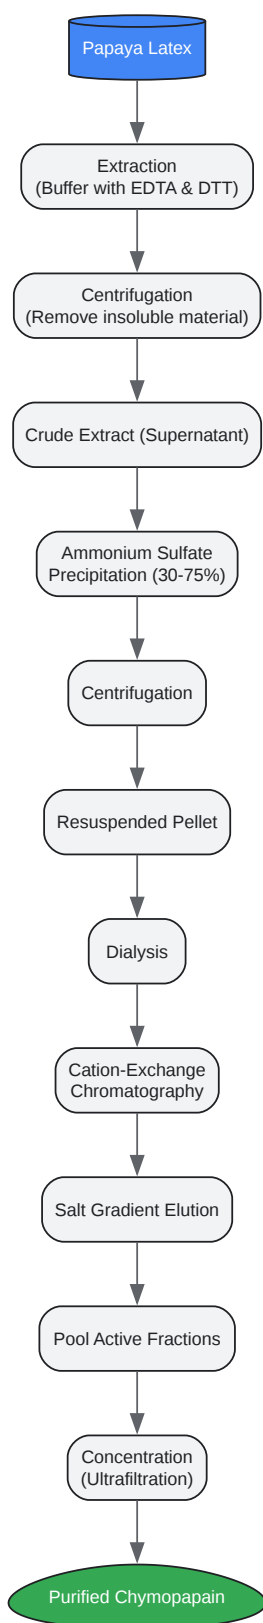 Papaya Latex
Extraction
(Buffer with EDTA & DTT)
Centrifugation
(Remove insoluble material)
Crude Extract (Supernatant)
Ammonium Sulfate
Precipitation (30-75%)
Centrifugation
Resuspended Pellet
Dialysis
Cation-Exchange
Chromatography
Salt Gradient Elution
Pool Active Fractions
Concentration
(Ultrafiltration)
Purified Chymopapain